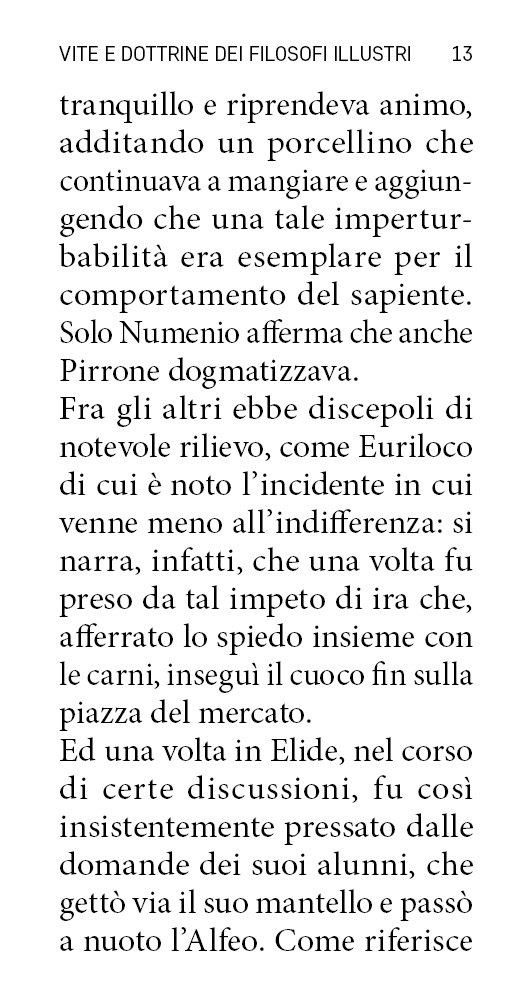 VITE E DOTTRINE DEI FILOSOFI ILLUSTRI 13
tranquillo e riprendeva animo,
additando un porcellino che
continuava a mangiare e aggiun-
gendo che una tale impertur-
babilità era esemplare per il
comportamento del sapiente.
Solo Numenio afferma che anche
Pirrone dogmatizzava.
Fra gli altri ebbe discepoli di
notevole rilievo, come Euriloco
di cui è noto l’incidente in cui
venne meno all’indifferenza: si
narra, infatti, che una volta fu
preso da tal impeto di ira che,
afferrato lo spiedo insieme con
le carni, inseguì il cuoco fin sulla
piazza del mercato.
Ed una volta in Elide, nel corso
di certe discussioni, fu così
insistentemente pressato dalle
domande dei suoi alunni, che
gettò via il suo mantello e passò
a nuoto l’Alfeo. Come riferisce